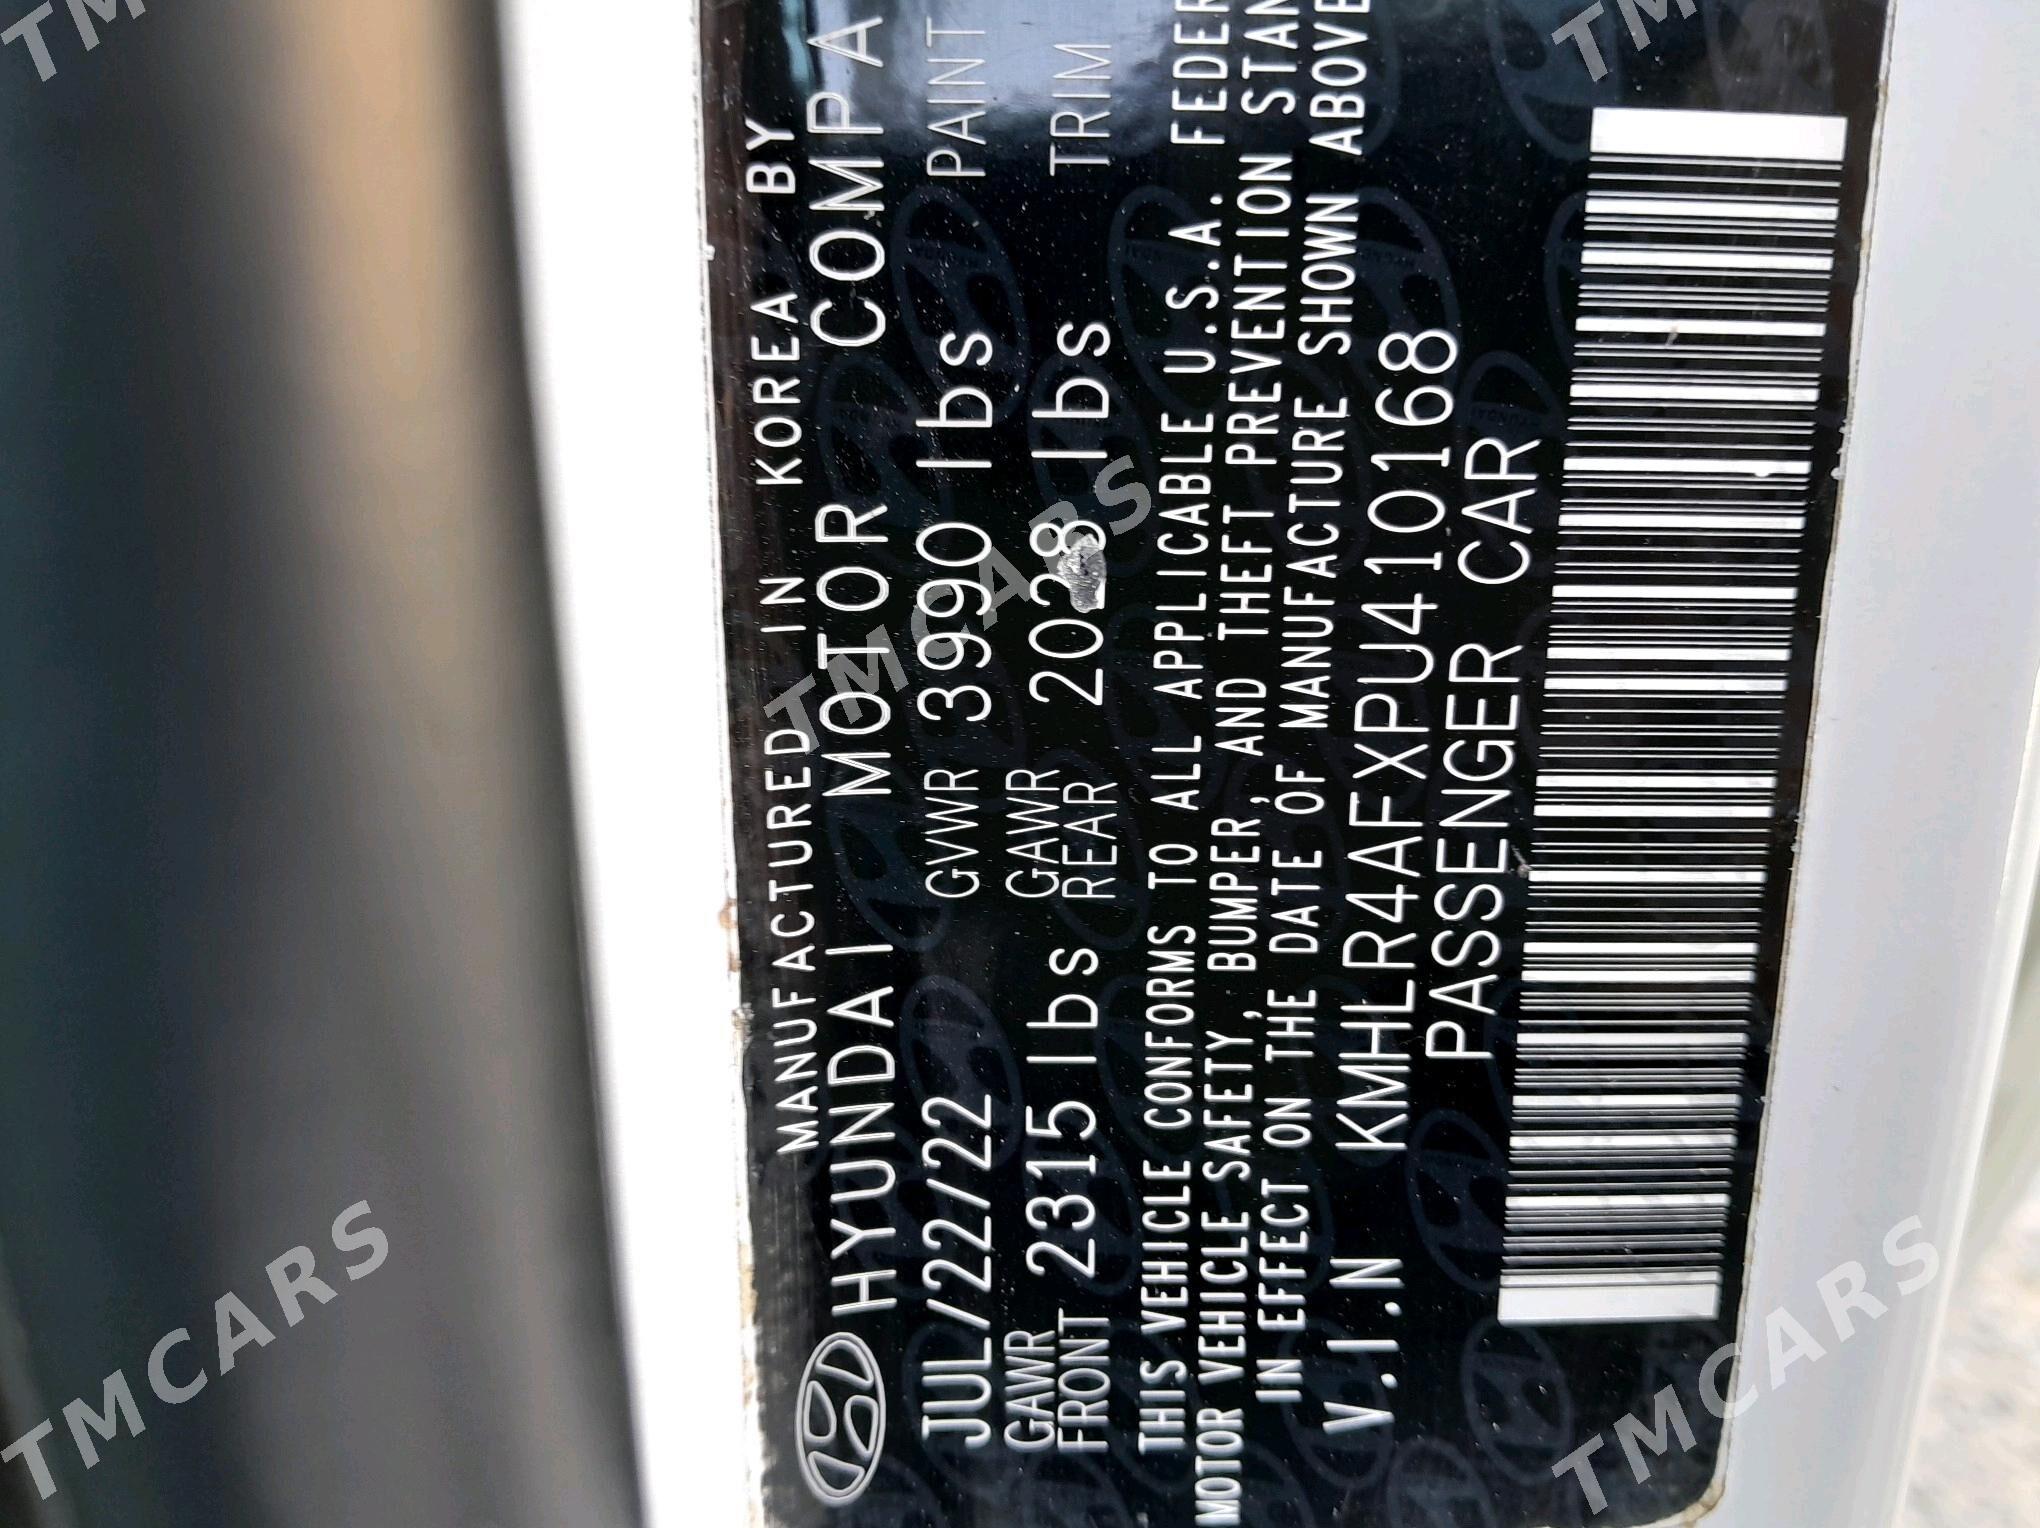 MANUFACTURED IN KOREA BY
HYUNDAI MOTOR COMPA
JUL/22/22 GVWR 3990 lbs PAINT
GAWR FRONT 2315 lbs GAWR REAR 2028 lbs TRIM
THIS VEHICLE CONFORMS TO ALL APPLICABLE U.S.A. FEDER
MOTOR VEHICLE SAFETY, BUMPER, AND THEFT PREVENTION STAN
IN EFFECT ON THE DATE OF MANUFACTURE SHOWN ABOVE
V.I.N KMHLR4AFXPU410168
PASSENGER CAR
TMCARS
TMCARS
TMCARS
TM
TM